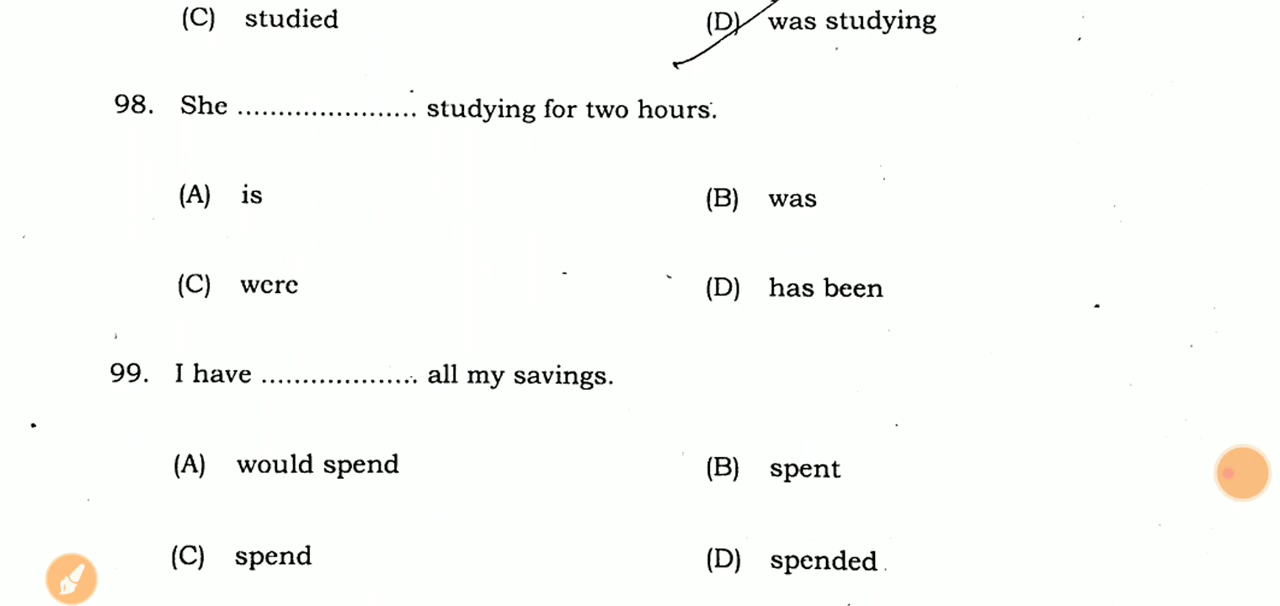 (C) studied (D) was studying
98. She ...................... studying for two hours.
(A) is (B) was
(C) were (D) has been
99. I have ................... all my savings.
(A) would spend (B) spent
(C) spend (D) spended